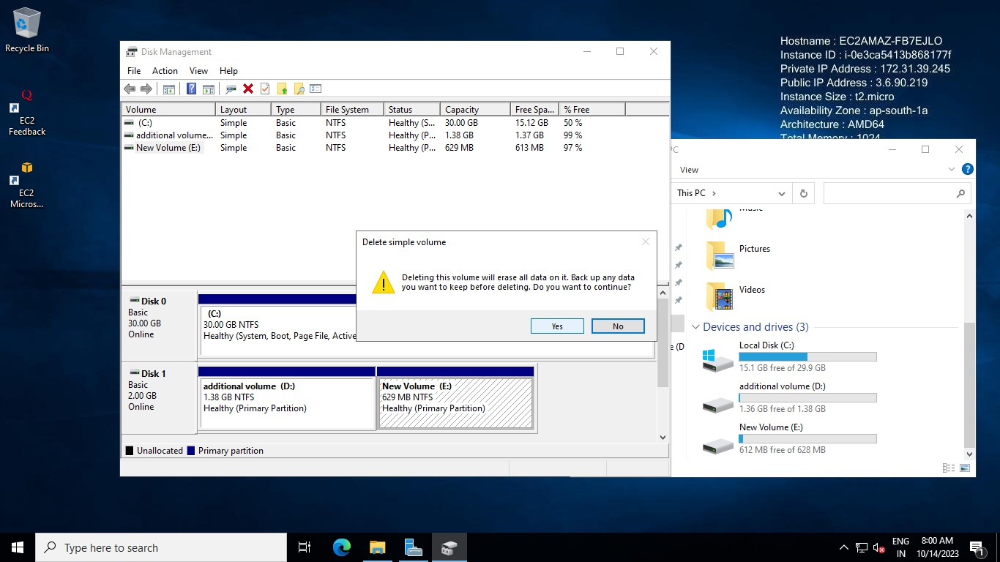 Recycle Bin
EC2
Feedback
EC2
Micros...
Hostname : EC2AMAZ-FB7EJLO
Instance ID : i-0e3ca5413b868177f
Private IP Address : 172.31.39.245
Public IP Address : 3.6.90.219
Instance Size : t2.micro
Availability Zone : ap-south-1a
Architecture : AMD64
Total Memory : 1024
Disk Management
File Action View Help
Volume Layout Type File System Status Capacity Free Spa... % Free
(C:) Simple Basic NTFS Healthy (S... 30.00 GB 15.12 GB 50 %
additional volume... Simple Basic NTFS Healthy (P... 1.38 GB 1.37 GB 99 %
New Volume (E:) Simple Basic NTFS Healthy (P... 629 MB 613 MB 97 %
Delete simple volume
Deleting this volume will erase all data on it. Back up any data
you want to keep before deleting. Do you want to continue?
Yes No
Disk 0
Basic
30.00 GB
Online
(C:)
30.00 GB NTFS
Healthy (System, Boot, Page File, Active
Disk 1
Basic
2.00 GB
Online
additional volume (D:)
1.38 GB NTFS
Healthy (Primary Partition)
New Volume (E:)
629 MB NTFS
Healthy (Primary Partition)
Unallocated Primary partition
PC
View
This PC
Music
Pictures
Videos
Devices and drives (3)
e (D
Local Disk (C:)
15.1 GB free of 29.9 GB
additional volume (D:)
1.36 GB free of 1.38 GB
New Volume (E:)
612 MB free of 628 MB
Type here to search
ENG
IN
8:00 AM
10/14/2023
1